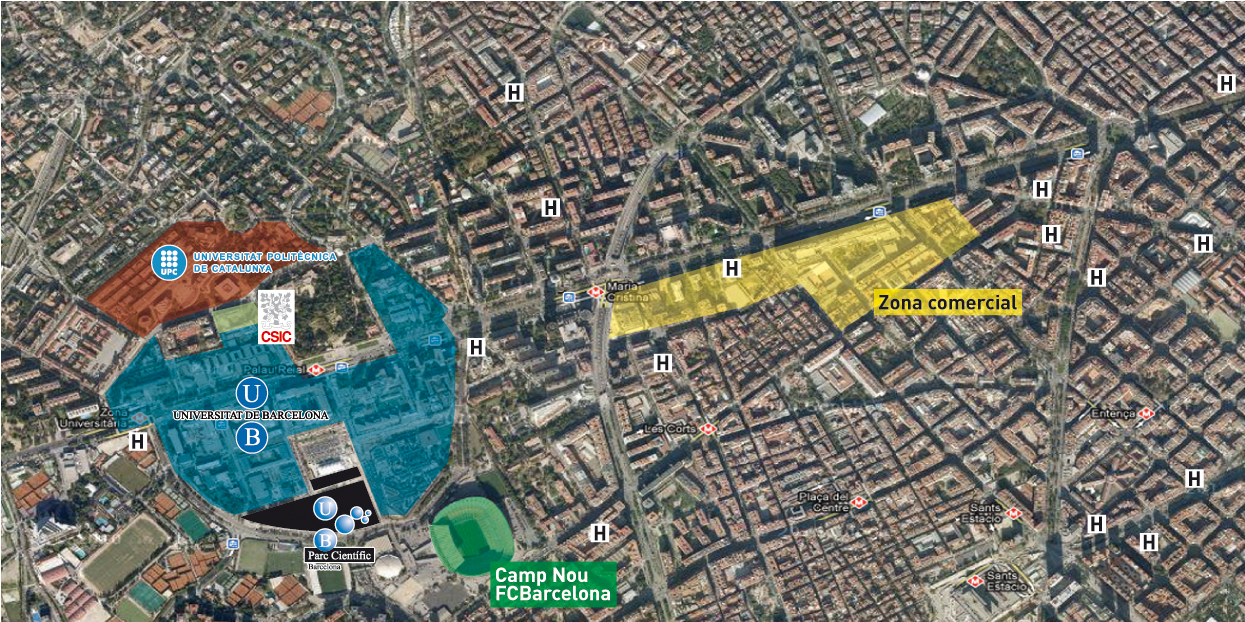 H
H
H
H
H
H
H
UPC
UNIVERSITAT POLITÈCNICA
DE CATALUNYA
H
H
Maria
Cristina
Zona comercial
CSIC
H
H
Palau Reial
U
UNIVERSITAT DE BARCELONA
B
Zona
Universitària
H
Entença
Les Corts
H
Plaça del
Centre
Sants
Estació
U
B
H
H
H
Parc Científic
Barcelona
Camp Nou
FCBarcelona
Sants
Estació